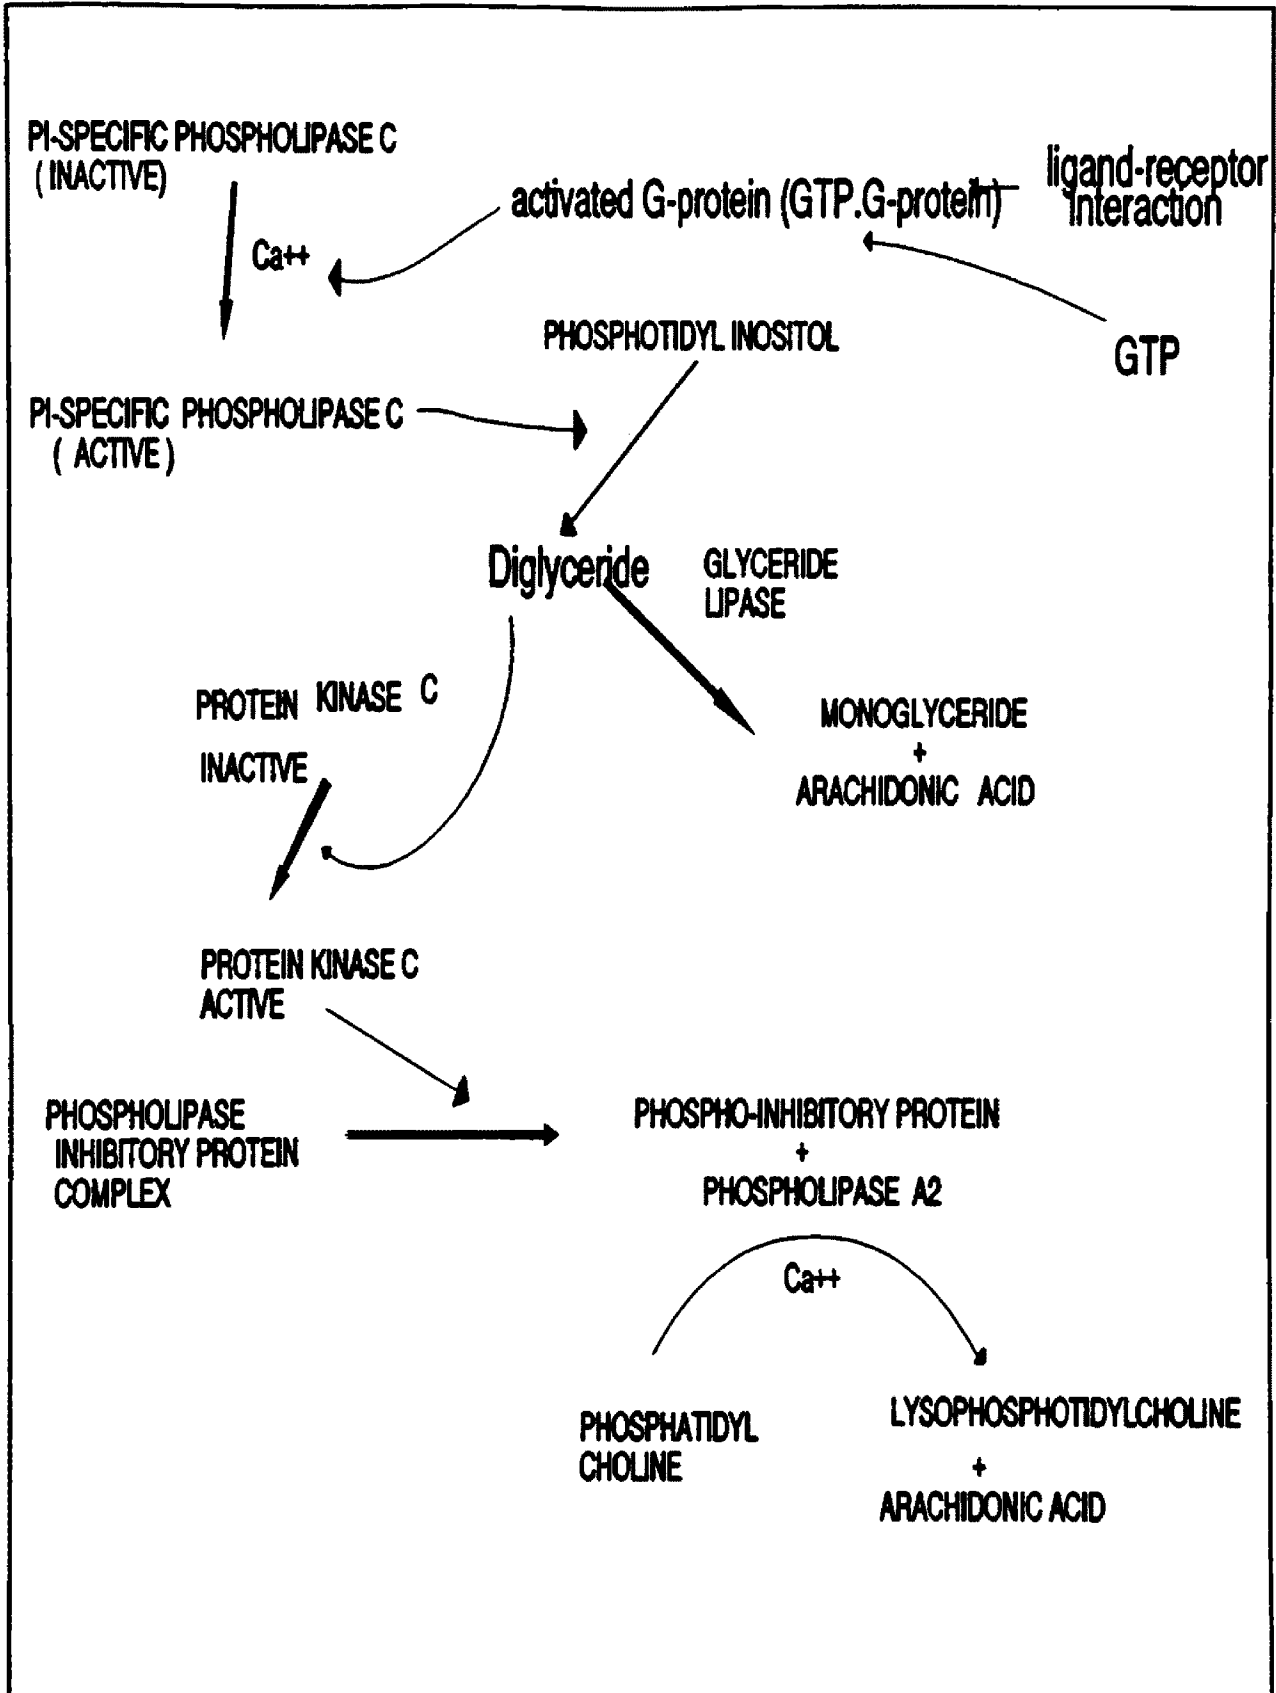 PI-SPECIFIC PHOSPHOLIPASE C
( INACTIVE)
ligand-receptor
interaction
activated G-protein (GTP.G-protein)
Ca++
PHOSPHOTIDYL INOSITOL
GTP
PI-SPECIFIC PHOSPHOLIPASE C
( ACTIVE )
Diglyceride
GLYCERIDE
LIPASE
PROTEIN KINASE C
INACTIVE
MONOGLYCERIDE
+
ARACHIDONIC ACID
PROTEIN KINASE C
ACTIVE
PHOSPHOLIPASE
INHIBITORY PROTEIN
COMPLEX
PHOSPHO-INHIBITORY PROTEIN
+
PHOSPHOLIPASE A2
Ca++
PHOSPHATIDYL
CHOLINE
LYSOPHOSPHOTIDYLCHOLINE
+
ARACHIDONIC ACID